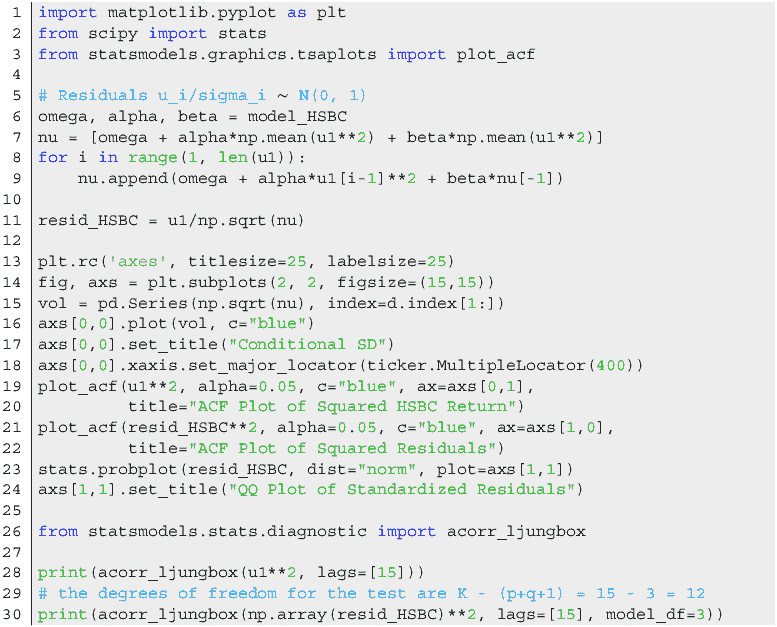 1 import matplotlib.pyplot as plt
2 from scipy import stats
3 from statsmodels.graphics.tsaplots import plot_acf
4
5 # Residuals u_i/sigma_i ~ N(0, 1)
6 omega, alpha, beta = model_HSBC
7 nu = [omega + alpha*np.mean(u1**2) + beta*np.mean(u1**2)]
8 for i in range(1, len(u1)):
9     nu.append(omega + alpha*u1[i-1]**2 + beta*nu[-1])
10
11 resid_HSBC = u1/np.sqrt(nu)
12
13 plt.rc('axes', titlesize=25, labelsize=25)
14 fig, axs = plt.subplots(2, 2, figsize=(15,15))
15 vol = pd.Series(np.sqrt(nu), index=d.index[1:])
16 axs[0,0].plot(vol, c="blue")
17 axs[0,0].set_title("Conditional SD")
18 axs[0,0].xaxis.set_major_locator(ticker.MultipleLocator(400))
19 plot_acf(u1**2, alpha=0.05, c="blue", ax=axs[0,1],
20          title="ACF Plot of Squared HSBC Return")
21 plot_acf(resid_HSBC**2, alpha=0.05, c="blue", ax=axs[1,0],
22          title="ACF Plot of Squared Residuals")
23 stats.probplot(resid_HSBC, dist="norm", plot=axs[1,1])
24 axs[1,1].set_title("QQ Plot of Standardized Residuals")
25
26 from statsmodels.stats.diagnostic import acorr_ljungbox
27
28 print(acorr_ljungbox(u1**2, lags=[15]))
29 # the degrees of freedom for the test are K - (p+q+1) = 15 - 3 = 12
30 print(acorr_ljungbox(np.array(resid_HSBC)**2, lags=[15], model_df=3))